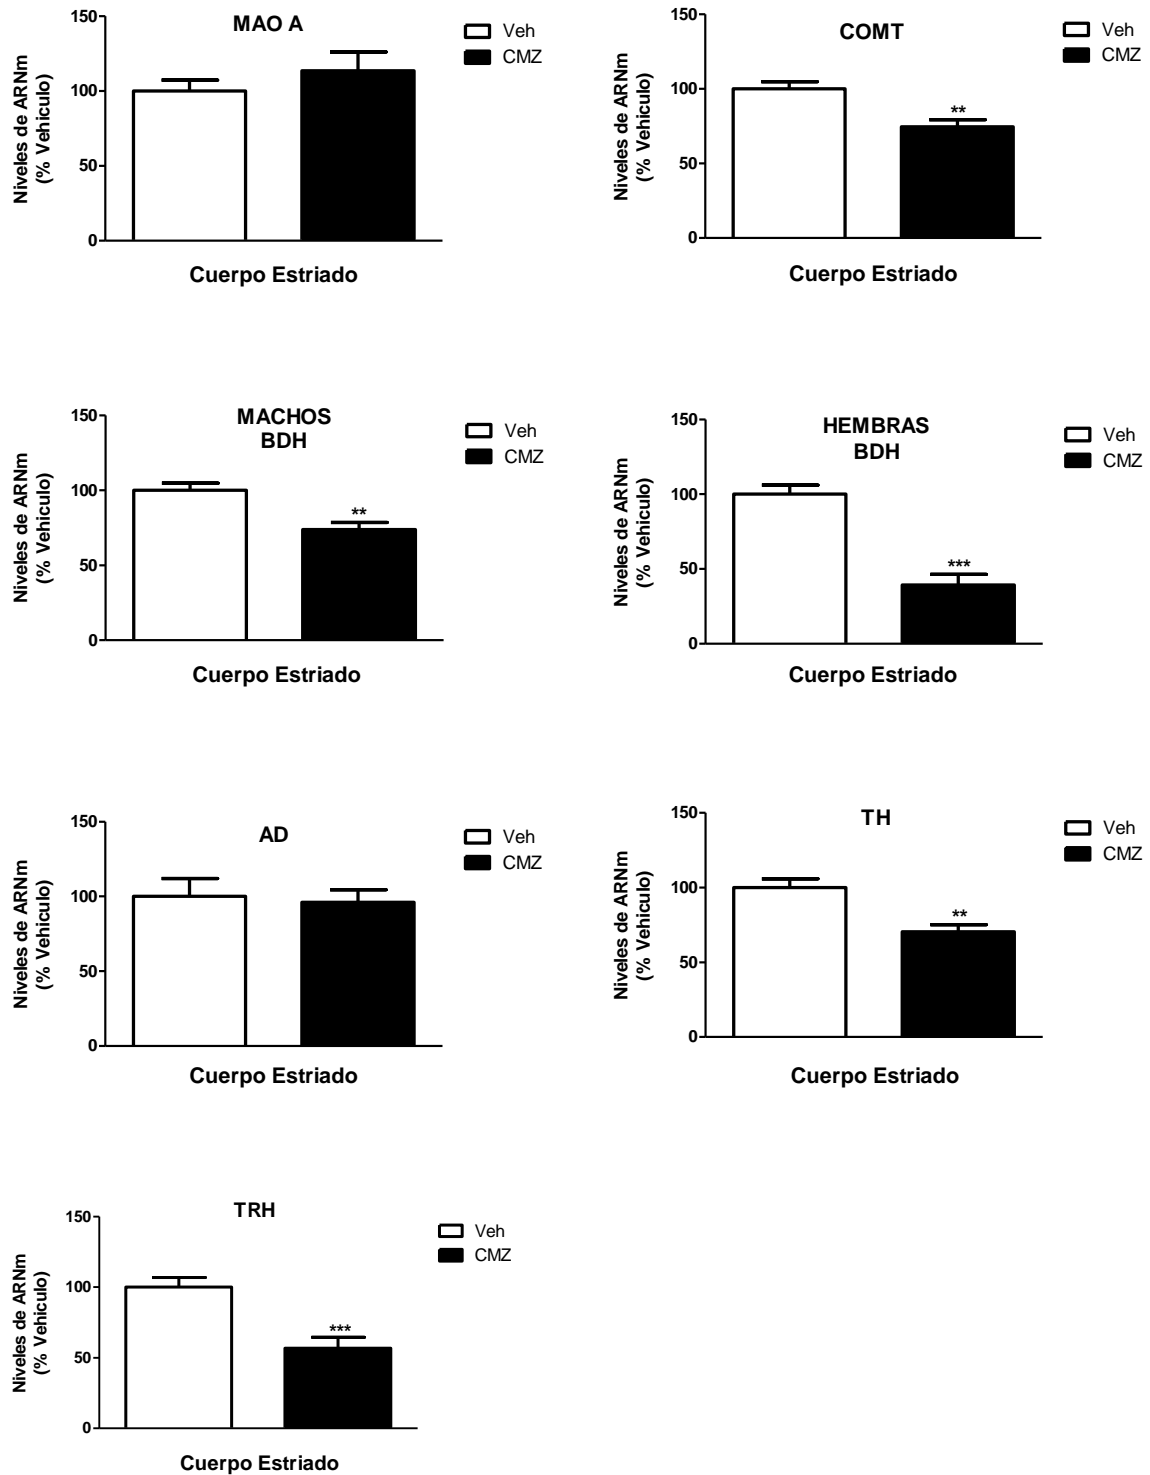 MAO A
Veh
CMZ
150
100
50
0
Niveles de ARNm
(% Vehiculo)
Cuerpo Estriado
COMT
Veh
CMZ
150
100
50
0
**
Niveles de ARNm
(% Vehiculo)
Cuerpo Estriado
MACHOS
BDH
Veh
CMZ
150
100
50
0
**
Niveles de ARNm
(% Vehiculo)
Cuerpo Estriado
HEMBRAS
BDH
Veh
CMZ
150
100
50
0
***
Niveles de ARNm
(% Vehiculo)
Cuerpo Estriado
AD
Veh
CMZ
150
100
50
0
Niveles de ARNm
(% Vehiculo)
Cuerpo Estriado
TH
Veh
CMZ
150
100
50
0
**
Niveles de ARNm
(% Vehiculo)
Cuerpo Estriado
TRH
Veh
CMZ
150
100
50
0
***
Niveles de ARNm
(% Vehiculo)
Cuerpo Estriado